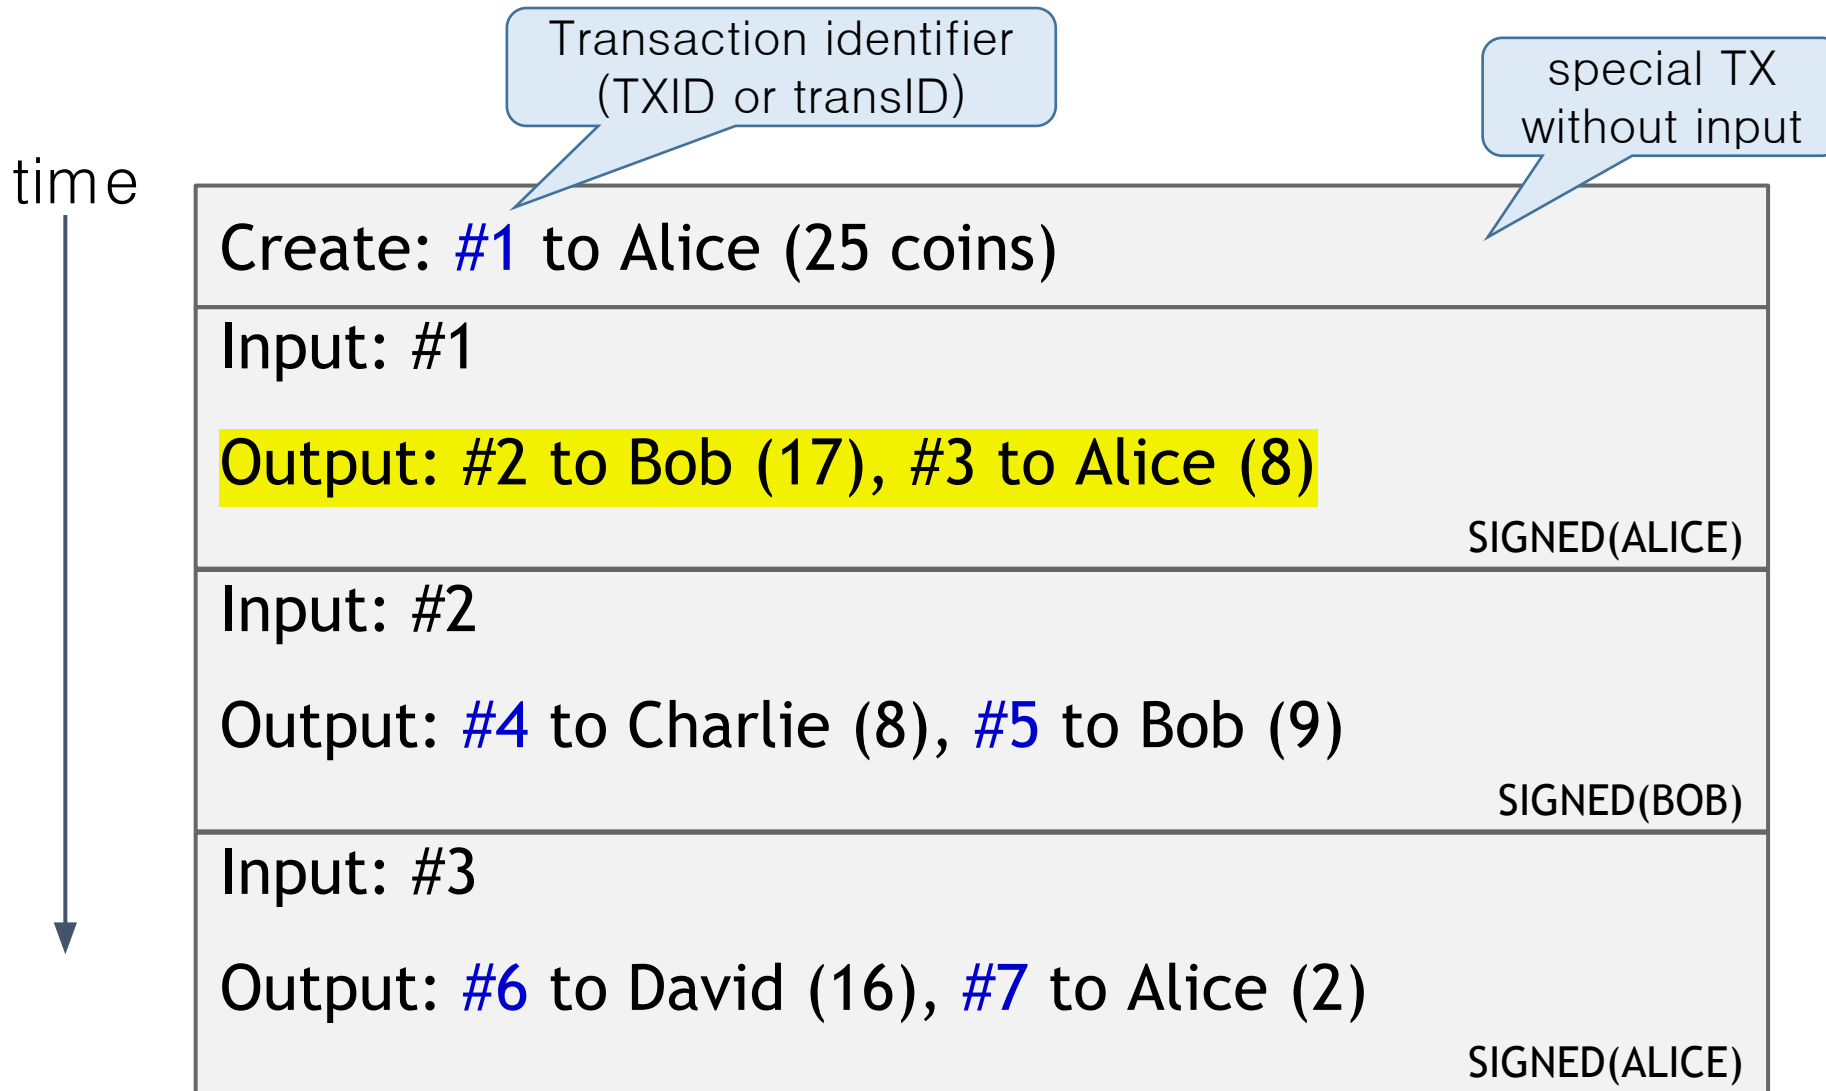 Transaction identifier
(TXID or transID)
special TX
without input
time
Create: #1 to Alice (25 coins)
Input: #1
Output: #2 to Bob (17), #3 to Alice (8)
SIGNED(ALICE)
Input: #2
Output: #4 to Charlie (8), #5 to Bob (9)
SIGNED(BOB)
Input: #3
Output: #6 to David (16), #7 to Alice (2)
SIGNED(ALICE)